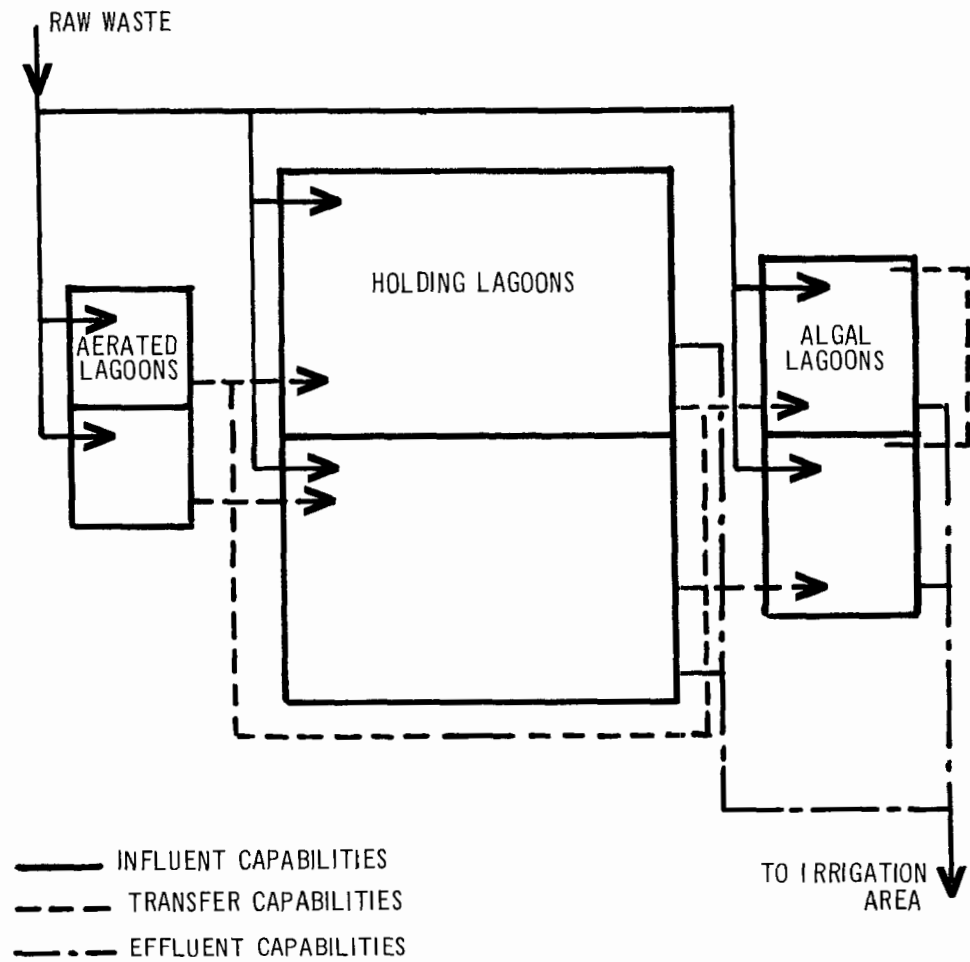 RAW WASTE
HOLDING LAGOONS
AERATED
LAGOONS
ALGAL
LAGOONS
INFLUENT CAPABILITIES
TRANSFER CAPABILITIES
EFFLUENT CAPABILITIES
TO IRRIGATION
AREA